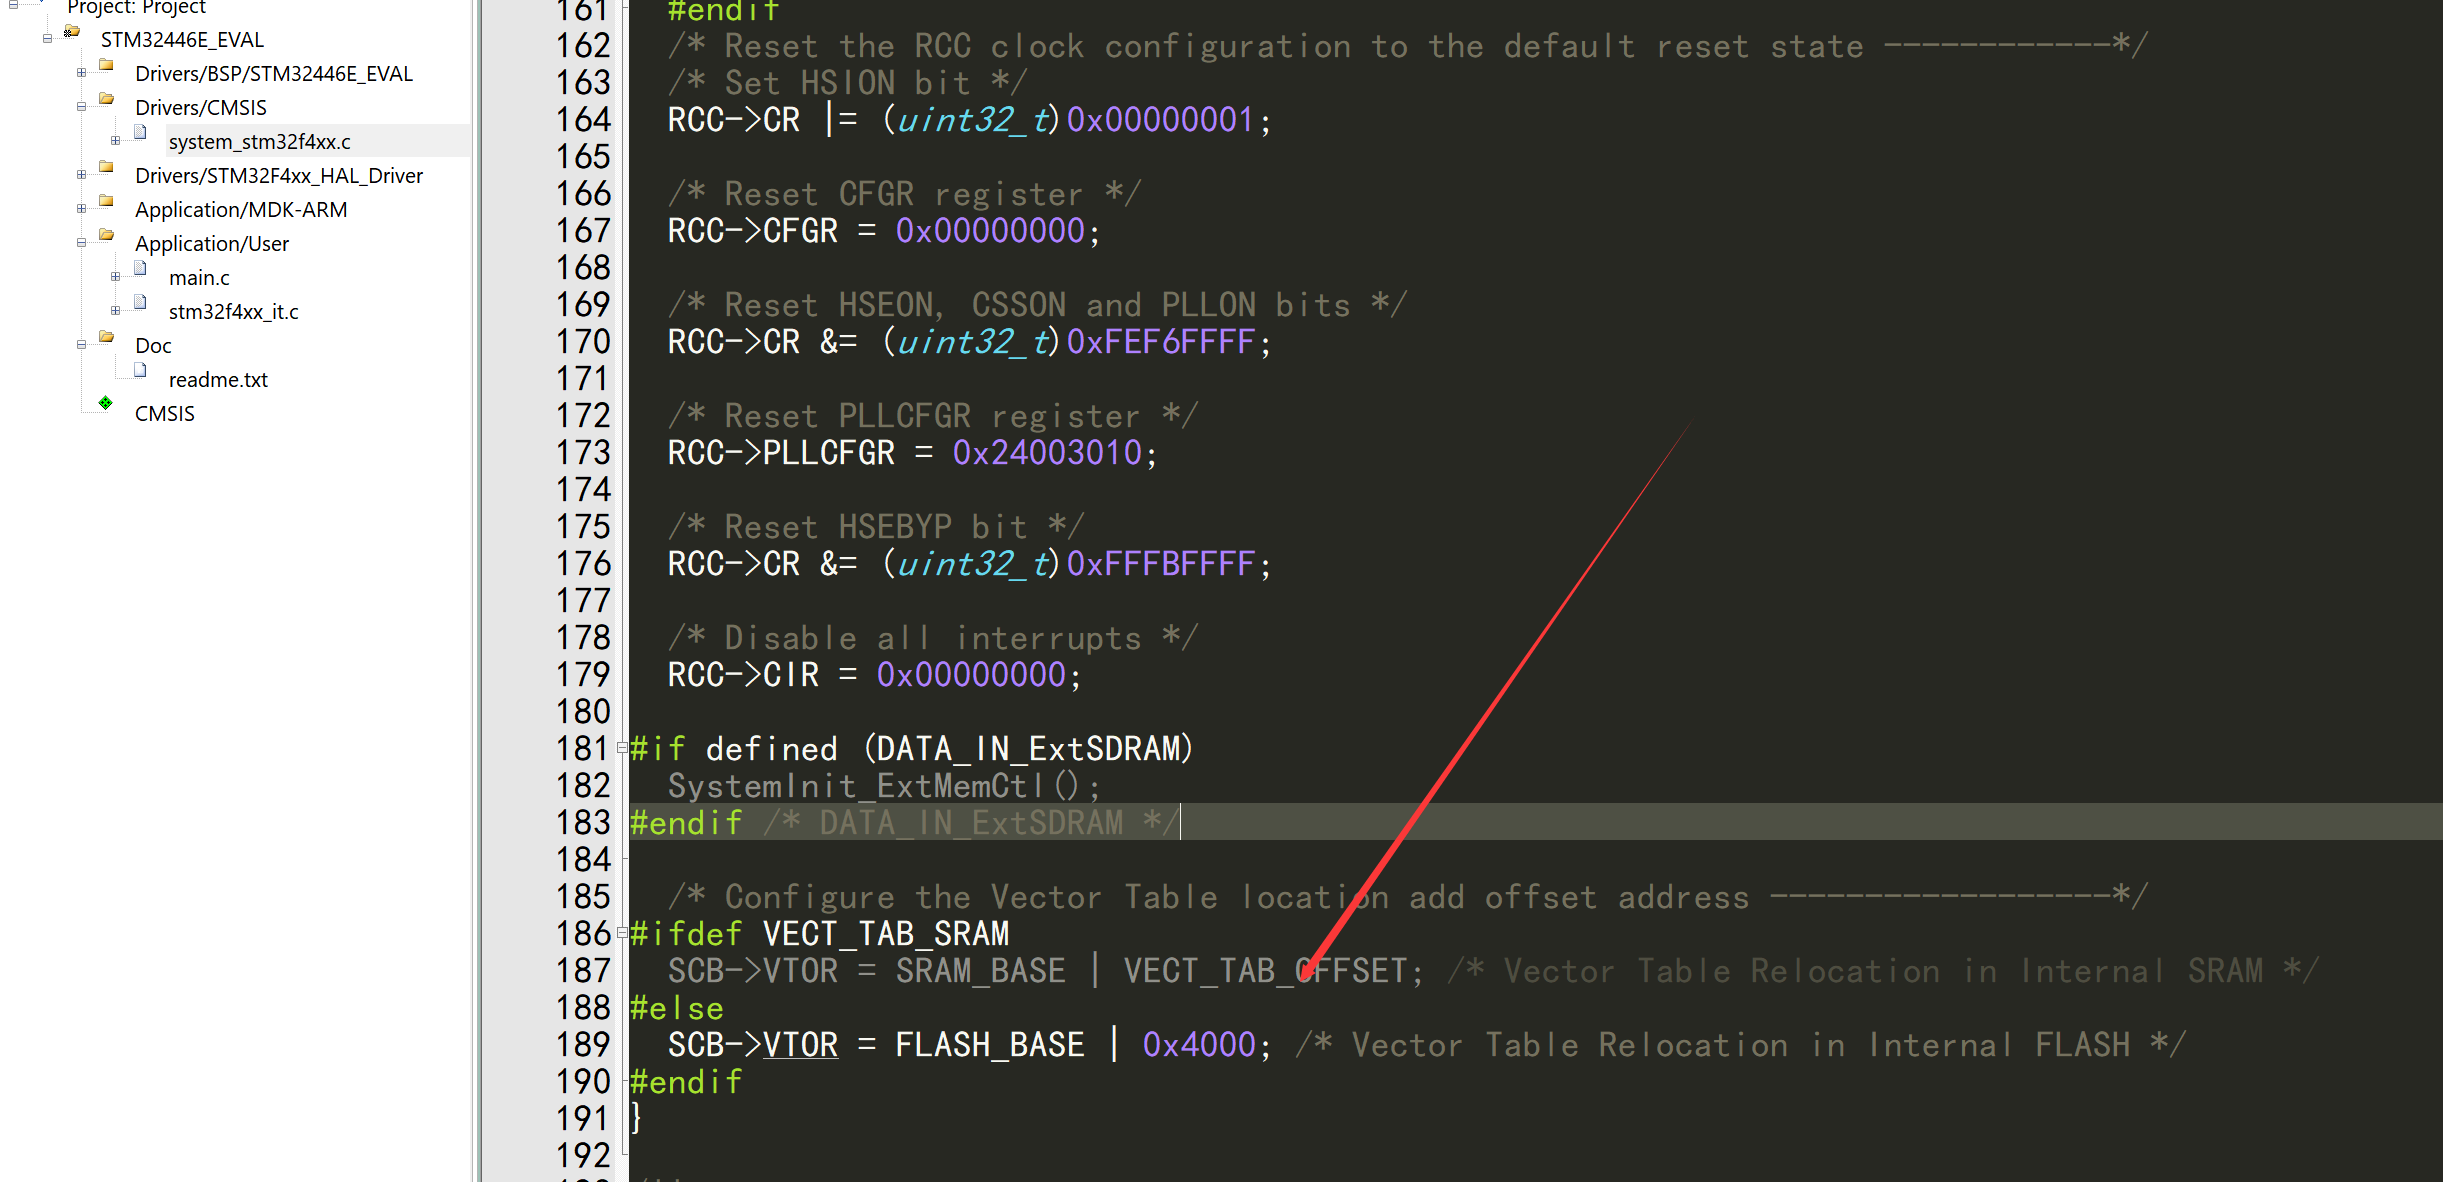 Project: Project
STM32446E_EVAL
Drivers/BSP/STM32446E_EVAL
Drivers/CMSIS
system_stm32f4xx.c
Drivers/STM32F4xx_HAL_Driver
Application/MDK-ARM
Application/User
main.c
stm32f4xx_it.c
Doc
readme.txt
CMSIS
161 #endif
162 /* Reset the RCC clock configuration to the default reset state ------------*/
163 /* Set HSION bit */
164 RCC->CR |= (uint32_t)0x00000001;
165
166 /* Reset CFGR register */
167 RCC->CFGR = 0x00000000;
168
169 /* Reset HSEON, CSSON and PLLON bits */
170 RCC->CR &= (uint32_t)0xFEF6FFFF;
171
172 /* Reset PLLCFGR register */
173 RCC->PLLCFGR = 0x24003010;
174
175 /* Reset HSEBYP bit */
176 RCC->CR &= (uint32_t)0xFFFBFFFF;
177
178 /* Disable all interrupts */
179 RCC->CIR = 0x00000000;
180
181 #if defined (DATA_IN_ExtSDRAM)
182 SystemInit_ExtMemCtl();
183 #endif /* DATA_IN_ExtSDRAM */
184
185 /* Configure the Vector Table location add offset address ------------------*/
186 #ifdef VECT_TAB_SRAM
187 SCB->VTOR = SRAM_BASE | VECT_TAB_OFFSET; /* Vector Table Relocation in Internal SRAM */
188 #else
189 SCB->VTOR = FLASH_BASE | 0x4000; /* Vector Table Relocation in Internal FLASH */
190 #endif
191 }
192